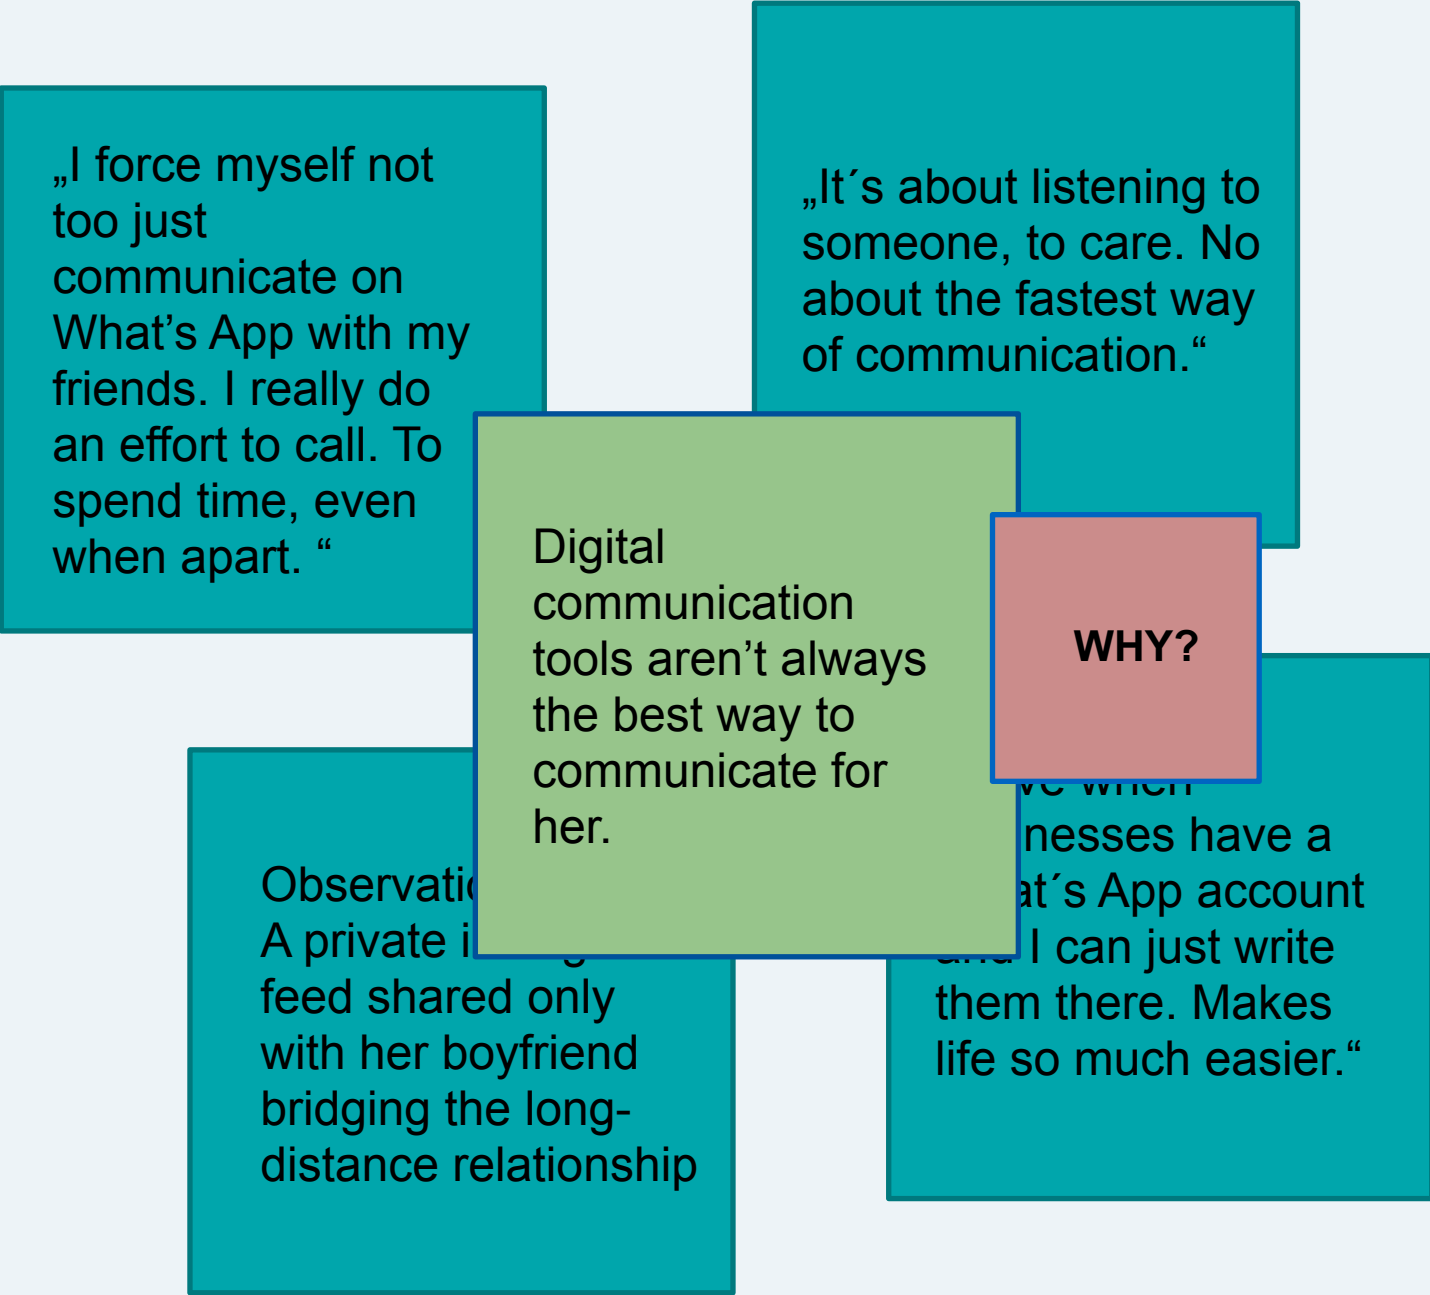 „I force myself not
too just
communicate on
What’s App with my
friends. I really do
an effort to call. To
spend time, even
when apart. “
„It´s about listening to
someone, to care. No
about the fastest way
of communication.“
Digital
communication
tools aren’t always
the best way to
communicate for
her.
WHY?
A private
feed shared only
with her boyfriend
bridging the long-
distance relationship
when
have a
App account
and I can just write
them there. Makes
life so much easier.“